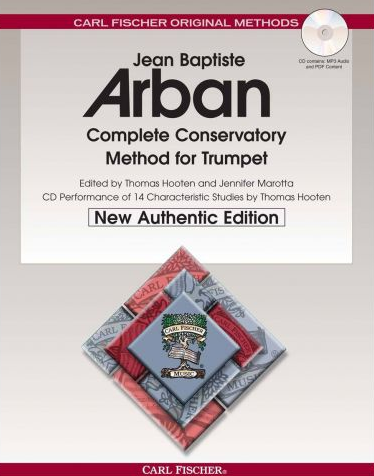 CARL FISCHER ORIGINAL METHODS
CD contains: MP3 Audio
and PDF Content
Jean Baptiste
Arban
Complete Conservatory
Method for Trumpet
Edited by Thomas Hooten and Jennifer Marotta
CD Performance of 14 Characteristic Studies by Thomas Hooten
New Authentic Edition
CARL FISCHER
MUSIC
CARL FISCHER®